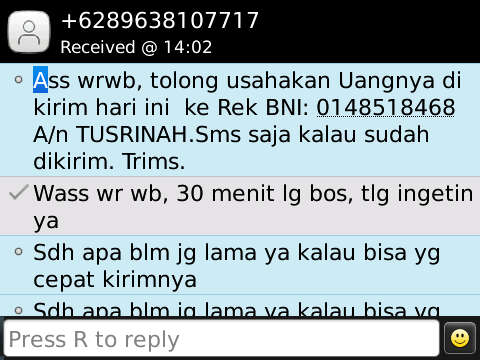 +6289638107717
Received @ 14:02
Ass wrwb, tolong usahakan Uangnya di
kirim hari ini  ke Rek BNI: 0148518468
A/n TUSRINAH.Sms saja kalau sudah
dikirim. Trims.
Wass wr wb, 30 menit lg bos, tlg ingetin
ya
Sdh apa blm jg lama ya kalau bisa yg
cepat kirimnya
Sdh apa blm jg lama ya kalau bisa yg
Press R to reply